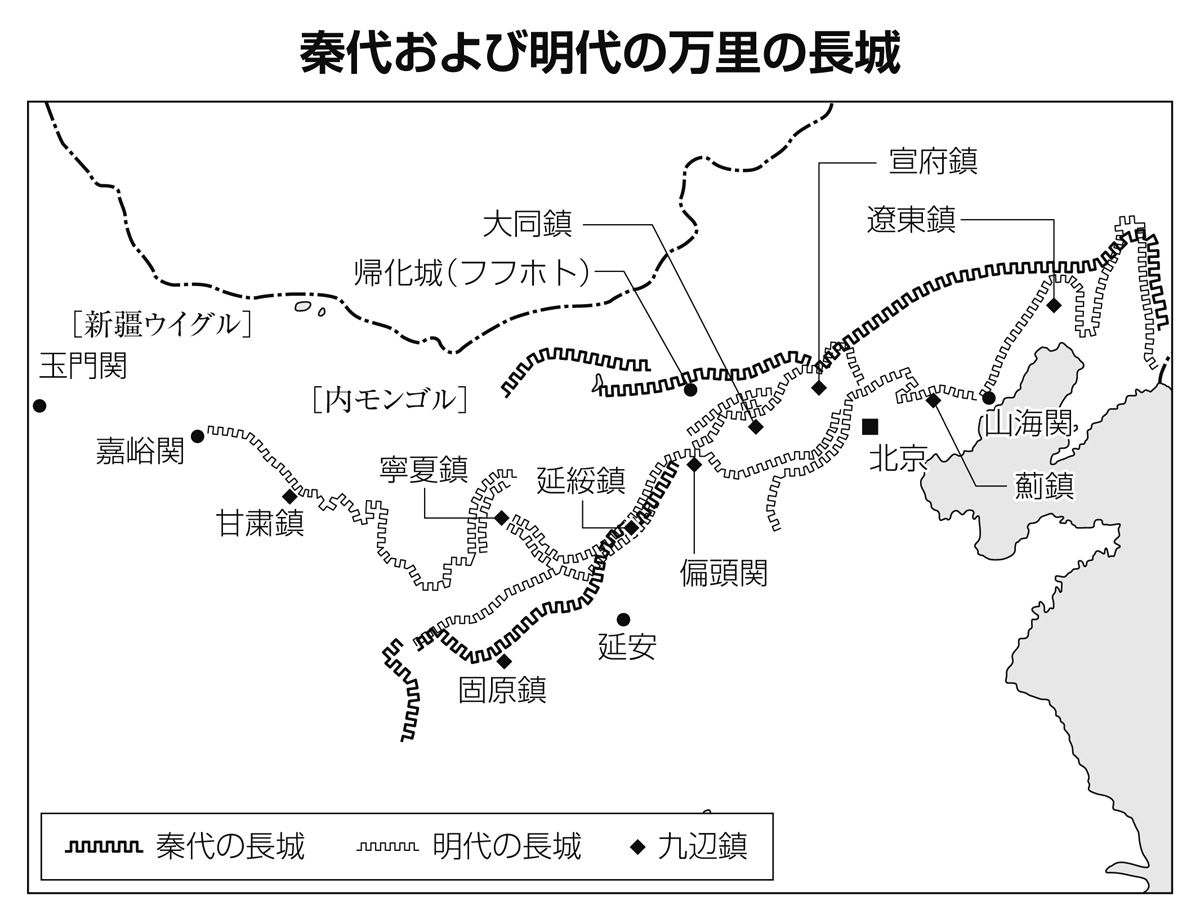 秦代および明代の万里の長城
宣府鎮
大同鎮
遼東鎮
帰化城(フフホト)
[新疆ウイグル]
玉門関
[内モンゴル]
嘉峪関
山海関
北京
寧夏鎮
延綏鎮
薊鎮
甘粛鎮
偏頭関
延安
固原鎮
秦代の長城
明代の長城
九辺鎮